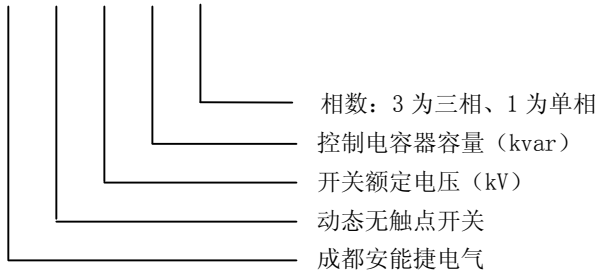 相数：3 为三相、1 为单相
控制电容器容量（kvar）
开关额定电压（kV）
动态无触点开关
成都安能捷电气